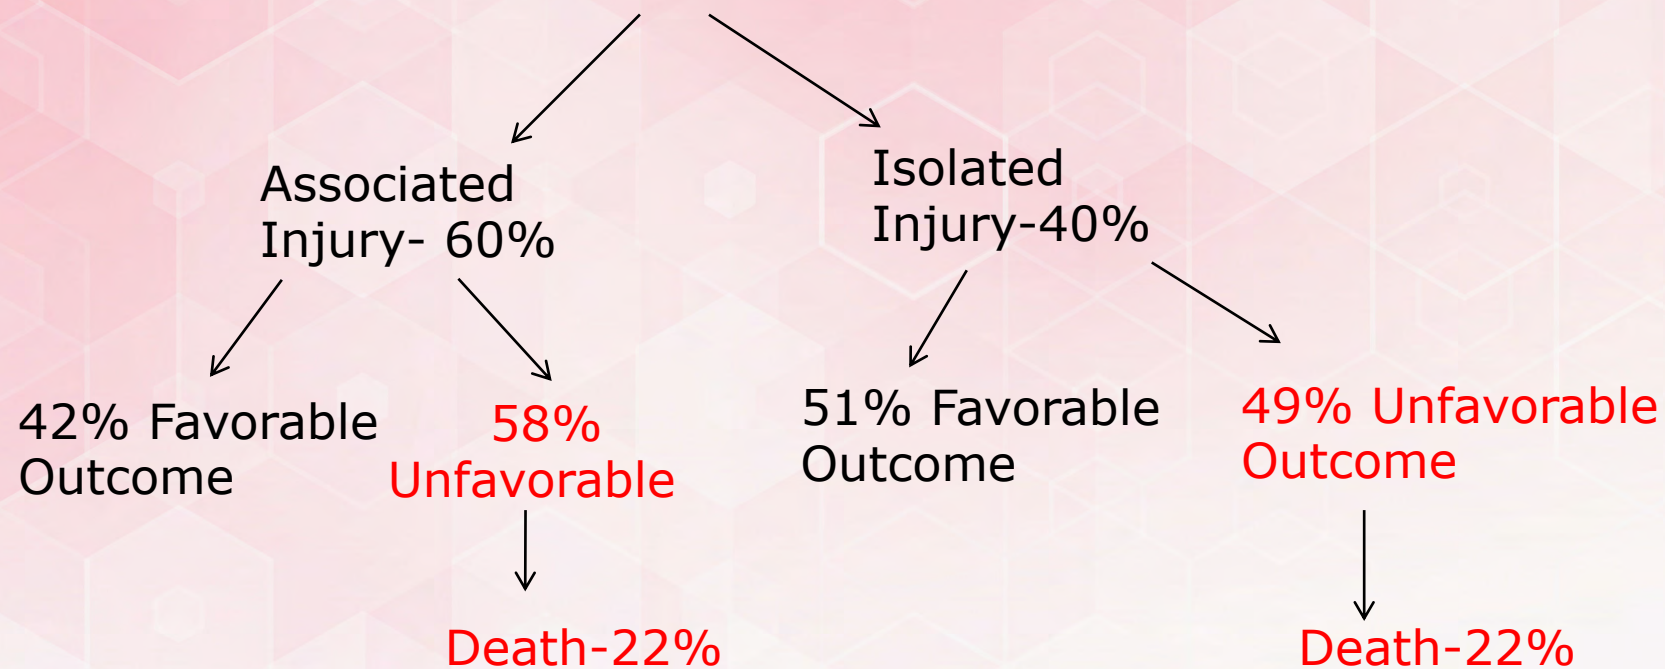 Associated
Injury- 60%
Isolated
Injury-40%
42% Favorable
Outcome
58%
Unfavorable
51% Favorable
Outcome
49% Unfavorable
Outcome
Death-22%
Death-22%